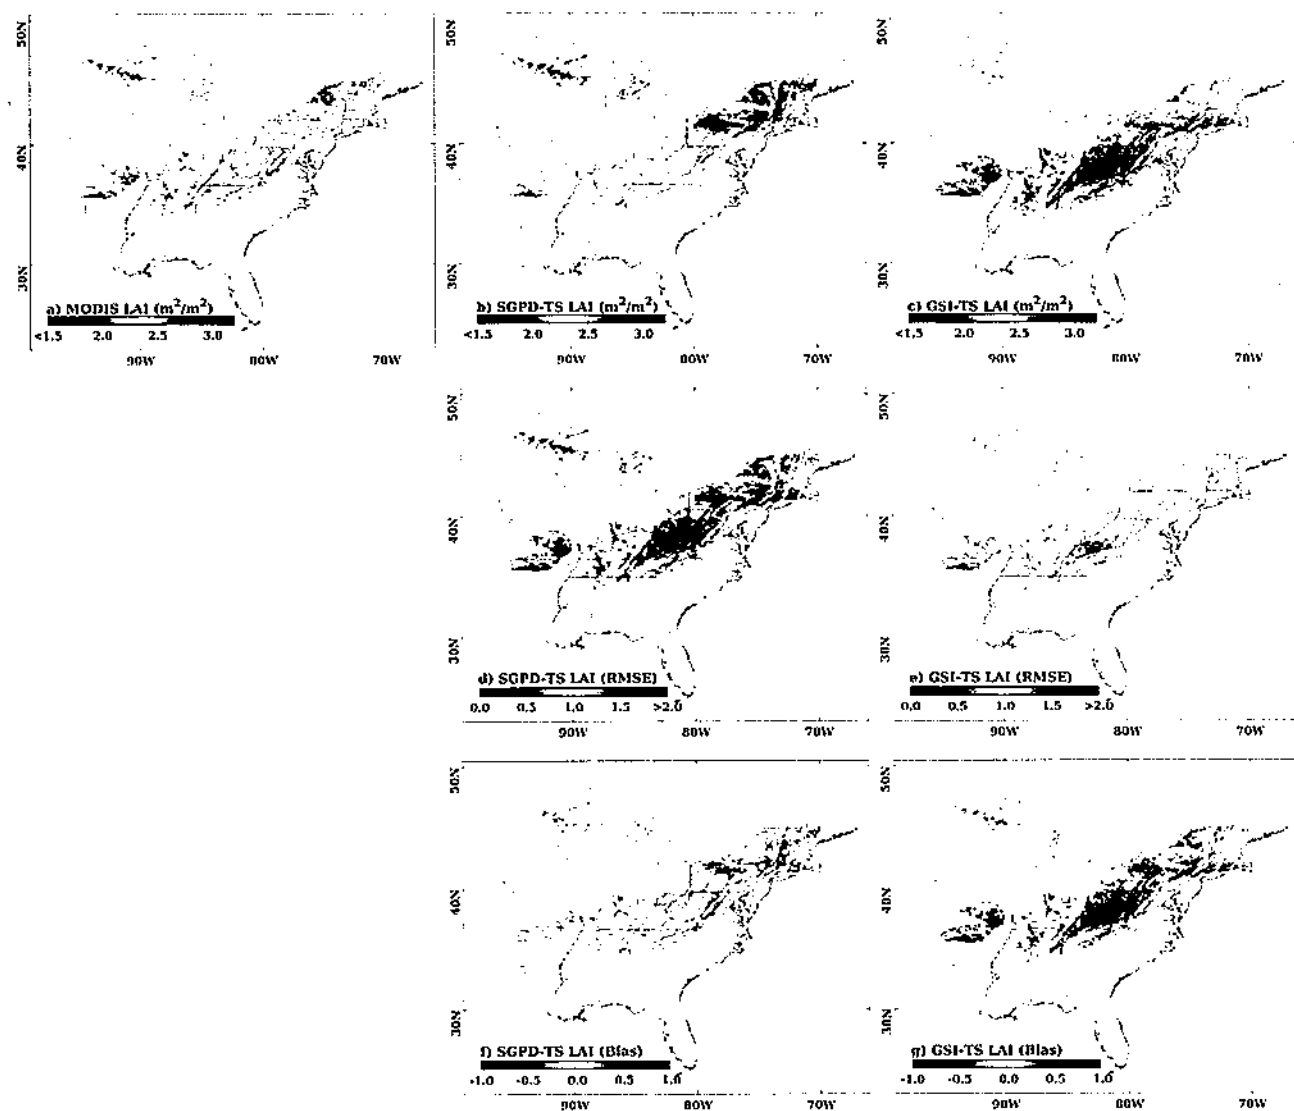 50N
40N
30N
a) MODIS LAI (m²/m²)
<1.5 2.0 2.5 3.0
90W 80W 70W
50N
40N
30N
b) SGPD-TS LAI (m²/m²)
<1.5 2.0 2.5 3.0
90W 80W 70W
50N
40N
30N
c) GSI-TS LAI (m²/m²)
<1.5 2.0 2.5 3.0
90W 80W 70W
50N
40N
30N
d) SGPD-TS LAI (RMSE)
0.0 0.5 1.0 1.5 >2.0
90W 80W 70W
50N
40N
30N
e) GSI-TS LAI (RMSE)
0.0 0.5 1.0 1.5 >2.0
90W 80W 70W
50N
40N
30N
f) SGPD-TS LAI (Bias)
-1.0 -0.5 0.0 0.5 1.0
90W 80W 70W
50N
40N
30N
g) GSI-TS LAI (Bias)
-1.0 -0.5 0.0 0.5 1.0
90W 80W 70W